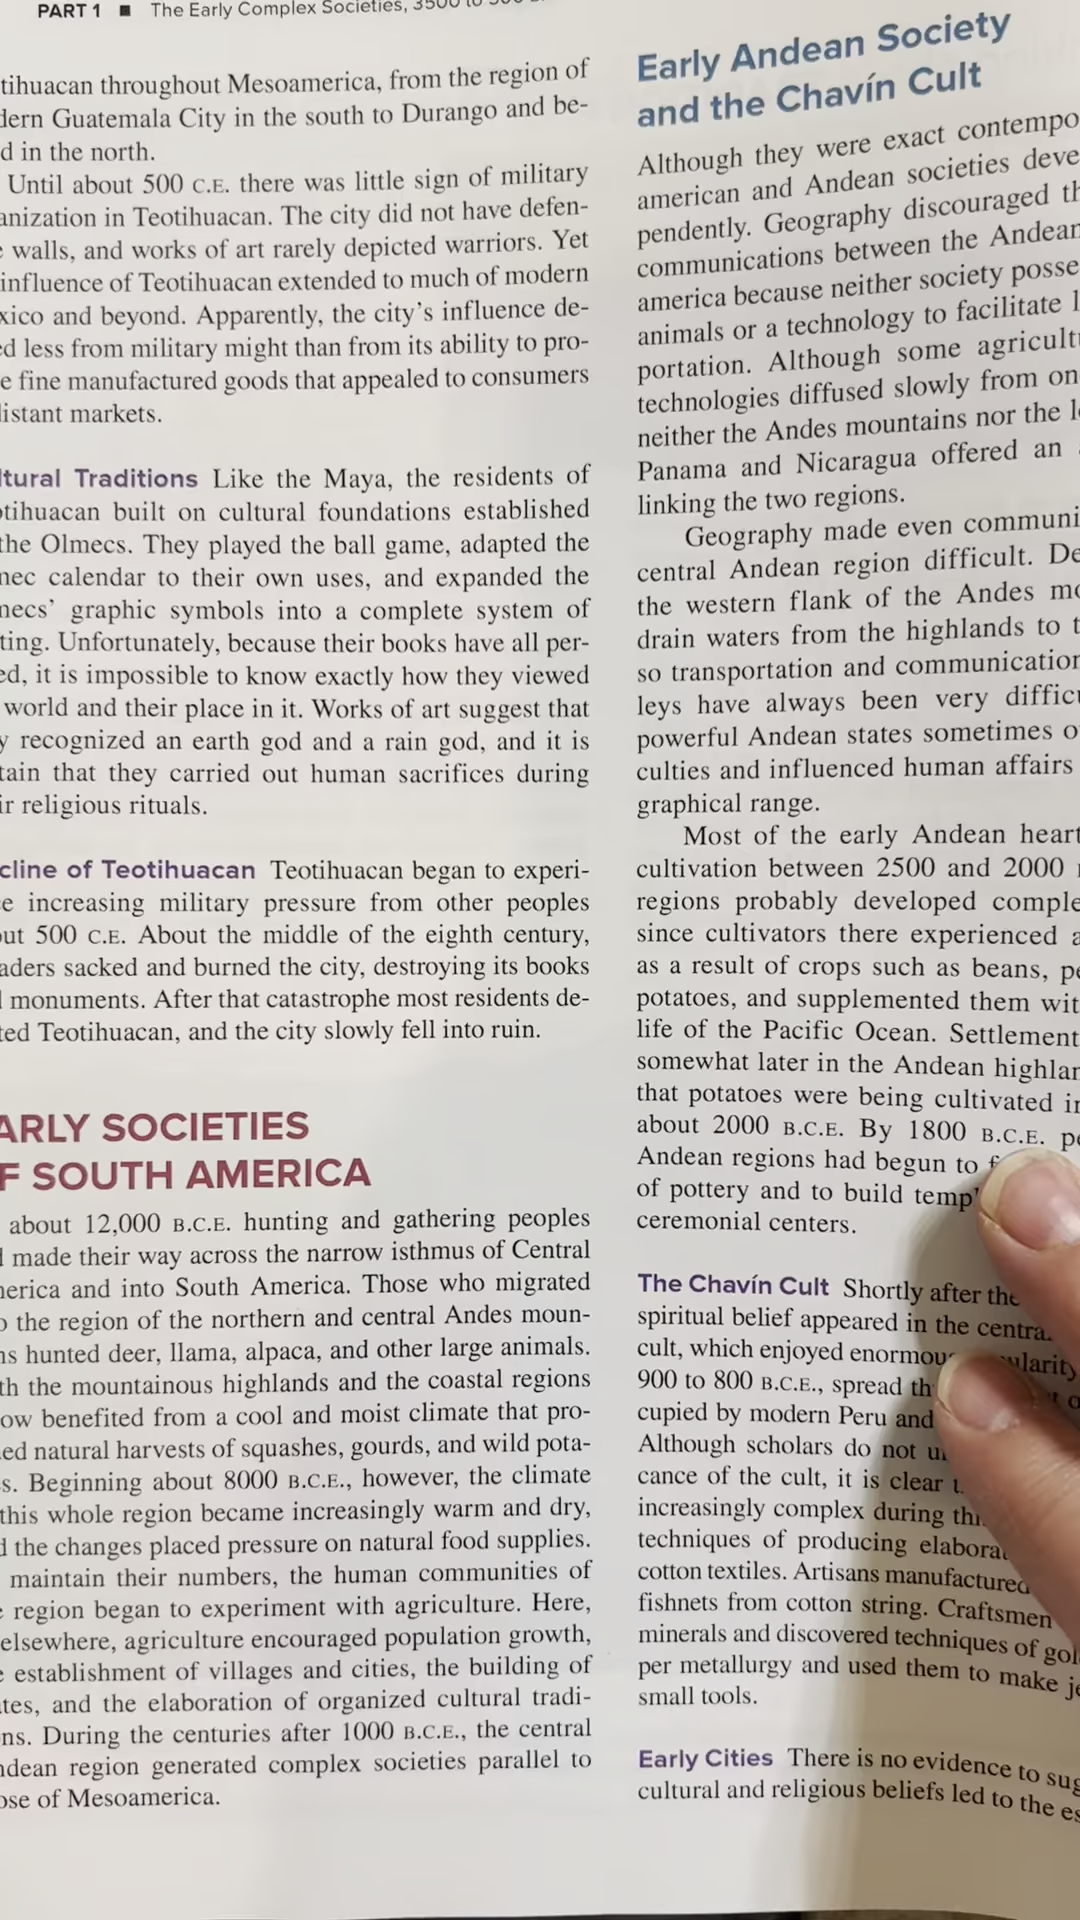 PART 1 ■ The Early Complex Societies, 3500 to 500
tihuacan throughout Mesoamerica, from the region of
dern Guatemala City in the south to Durango and be-
d in the north.
Until about 500 C.E. there was little sign of military
anization in Teotihuacan. The city did not have defen-
e walls, and works of art rarely depicted warriors. Yet
influence of Teotihuacan extended to much of modern
xico and beyond. Apparently, the city's influence de-
ed less from military might than from its ability to pro-
e fine manufactured goods that appealed to consumers
distant markets.
ltural Traditions Like the Maya, the residents of
otihuacan built on cultural foundations established
the Olmecs. They played the ball game, adapted the
nec calendar to their own uses, and expanded the
necs' graphic symbols into a complete system of
ting. Unfortunately, because their books have all per-
ed, it is impossible to know exactly how they viewed
world and their place in it. Works of art suggest that
y recognized an earth god and a rain god, and it is
tain that they carried out human sacrifices during
ir religious rituals.
cline of Teotihuacan Teotihuacan began to experi-
ce increasing military pressure from other peoples
out 500 C.E. About the middle of the eighth century,
aders sacked and burned the city, destroying its books
l monuments. After that catastrophe most residents de-
ted Teotihuacan, and the city slowly fell into ruin.
ARLY SOCIETIES
F SOUTH AMERICA
about 12,000 B.C.E. hunting and gathering peoples
l made their way across the narrow isthmus of Central
nerica and into South America. Those who migrated
o the region of the northern and central Andes moun-
ns hunted deer, llama, alpaca, and other large animals.
th the mountainous highlands and the coastal regions
ow benefited from a cool and moist climate that pro-
ed natural harvests of squashes, gourds, and wild pota-
s. Beginning about 8000 B.C.E., however, the climate
this whole region became increasingly warm and dry,
d the changes placed pressure on natural food supplies.
maintain their numbers, the human communities of
e region began to experiment with agriculture. Here,
elsewhere, agriculture encouraged population growth,
e establishment of villages and cities, the building of
ates, and the elaboration of organized cultural tradi-
ns. During the centuries after 1000 B.C.E., the central
ndean region generated complex societies parallel to
ose of Mesoamerica.
Early Andean Society
and the Chavín Cult
Although they were exact contempo
american and Andean societies deve
pendently. Geography discouraged th
communications between the Andean
america because neither society posse
animals or a technology to facilitate l
portation. Although some agricultu
technologies diffused slowly from on
neither the Andes mountains nor the l
Panama and Nicaragua offered an
linking the two regions.
Geography made even communi
central Andean region difficult. De
the western flank of the Andes mo
drain waters from the highlands to t
so transportation and communication
leys have always been very difficu
powerful Andean states sometimes o
culties and influenced human affairs
graphical range.
Most of the early Andean heart
cultivation between 2500 and 2000
regions probably developed comple
since cultivators there experienced a
as a result of crops such as beans, pe
potatoes, and supplemented them wit
life of the Pacific Ocean. Settlement
somewhat later in the Andean highlan
that potatoes were being cultivated in
about 2000 B.C.E. By 1800 B.C.E. pe
Andean regions had begun to f
of pottery and to build temp
ceremonial centers.
The Chavín Cult Shortly after the
spiritual belief appeared in the centra
cult, which enjoyed enormous ularity
900 to 800 B.C.E., spread th
cupied by modern Peru and
Although scholars do not u
cance of the cult, it is clear t
increasingly complex during thi
techniques of producing elaborat
cotton textiles. Artisans manufactured
fishnets from cotton string. Craftsmen
minerals and discovered techniques of gol
per metallurgy and used them to make je
small tools.
Early Cities There is no evidence to sug
cultural and religious beliefs led to the es